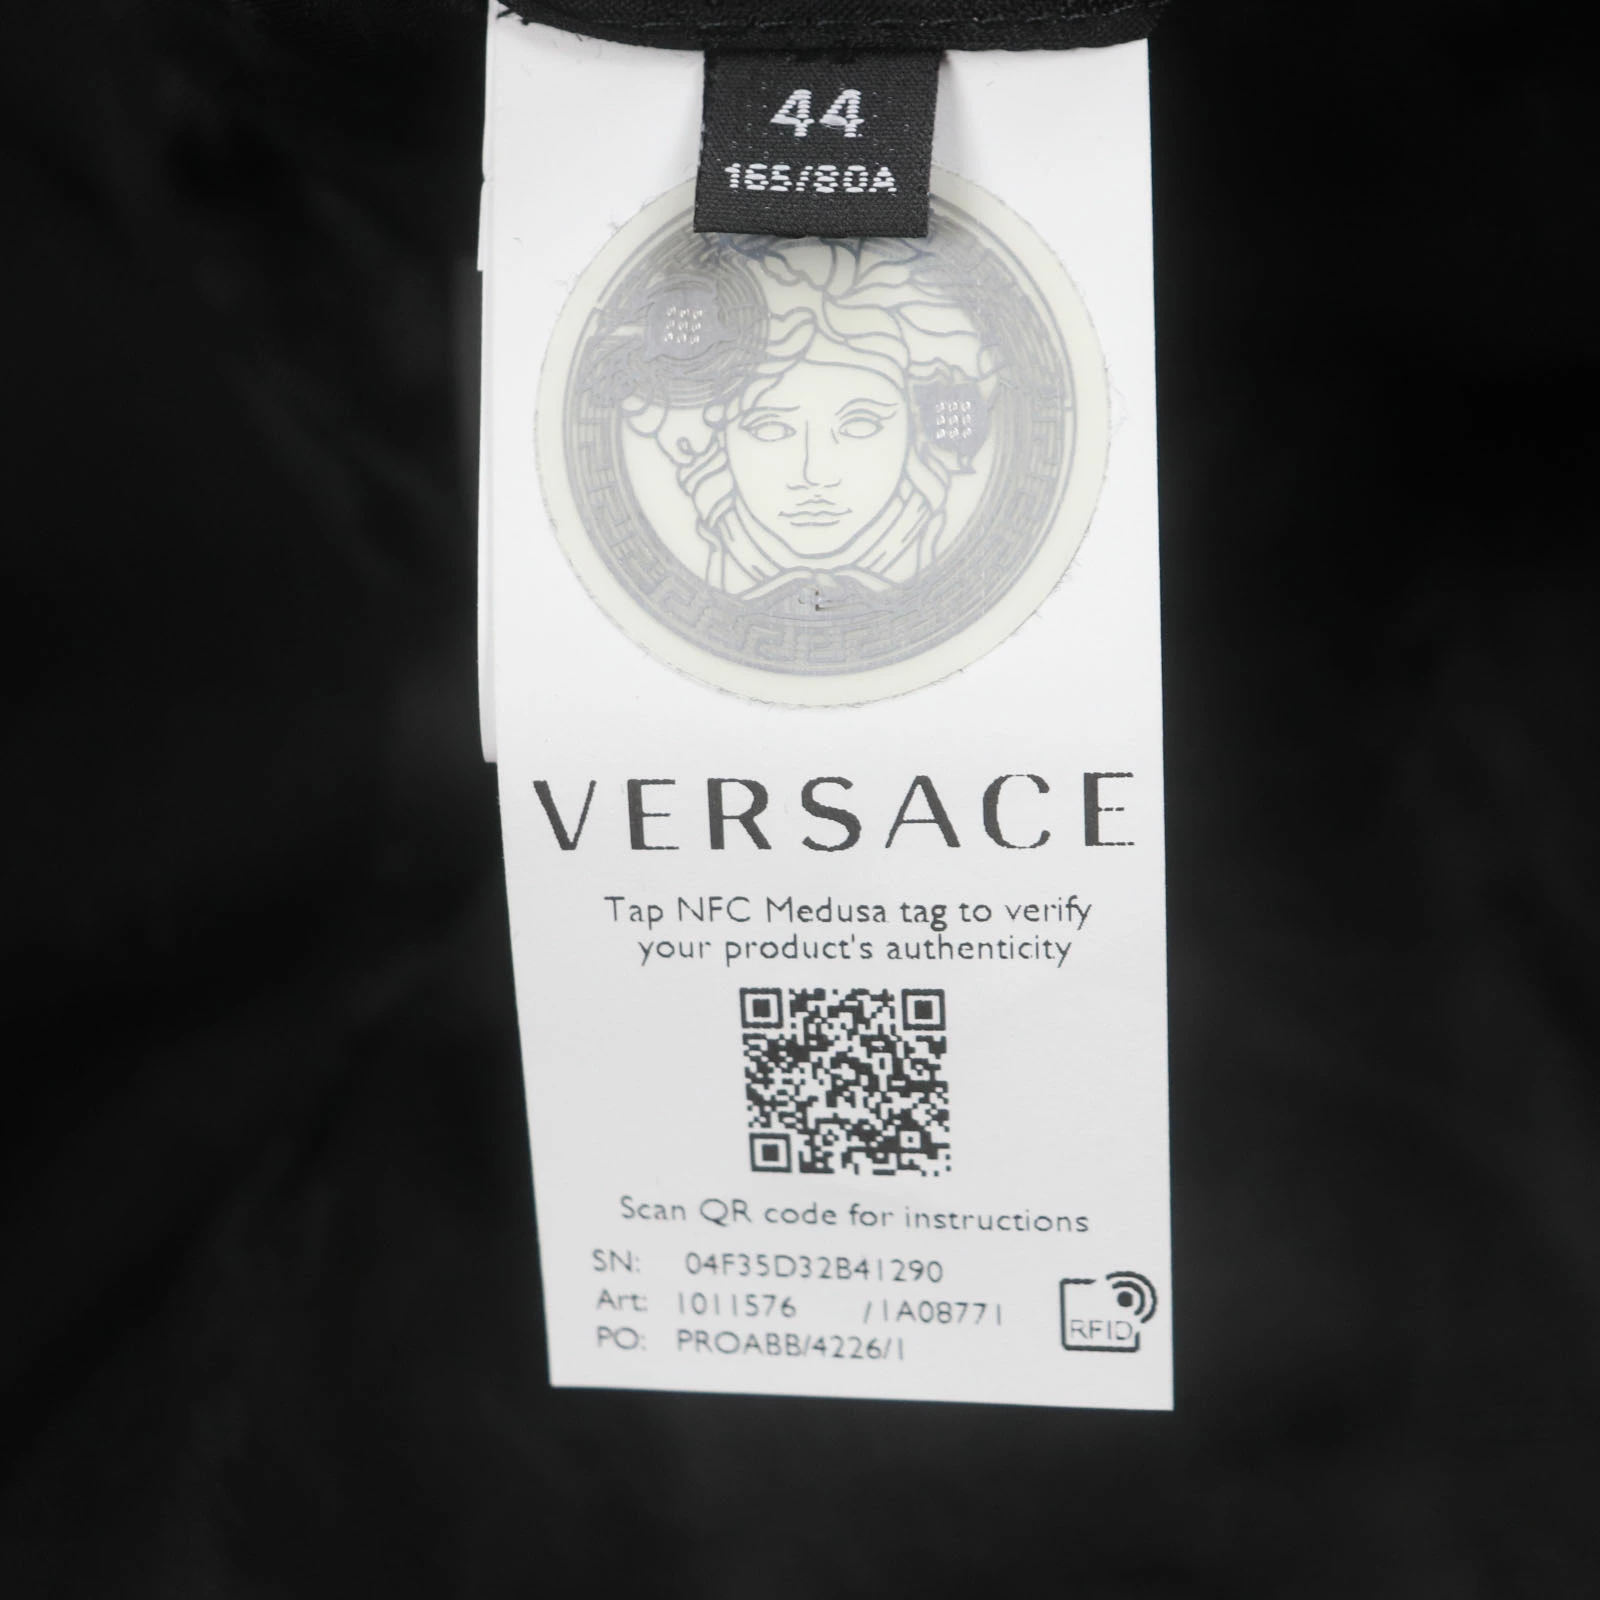 44
165/80A
VERSACE
Tap NFC Medusa tag to verify
your product's authenticity
Scan QR code for instructions
SN: 04F35D32B41290
Art: 1011576 /1A08771
PO: PROABB/4226/1
RFID